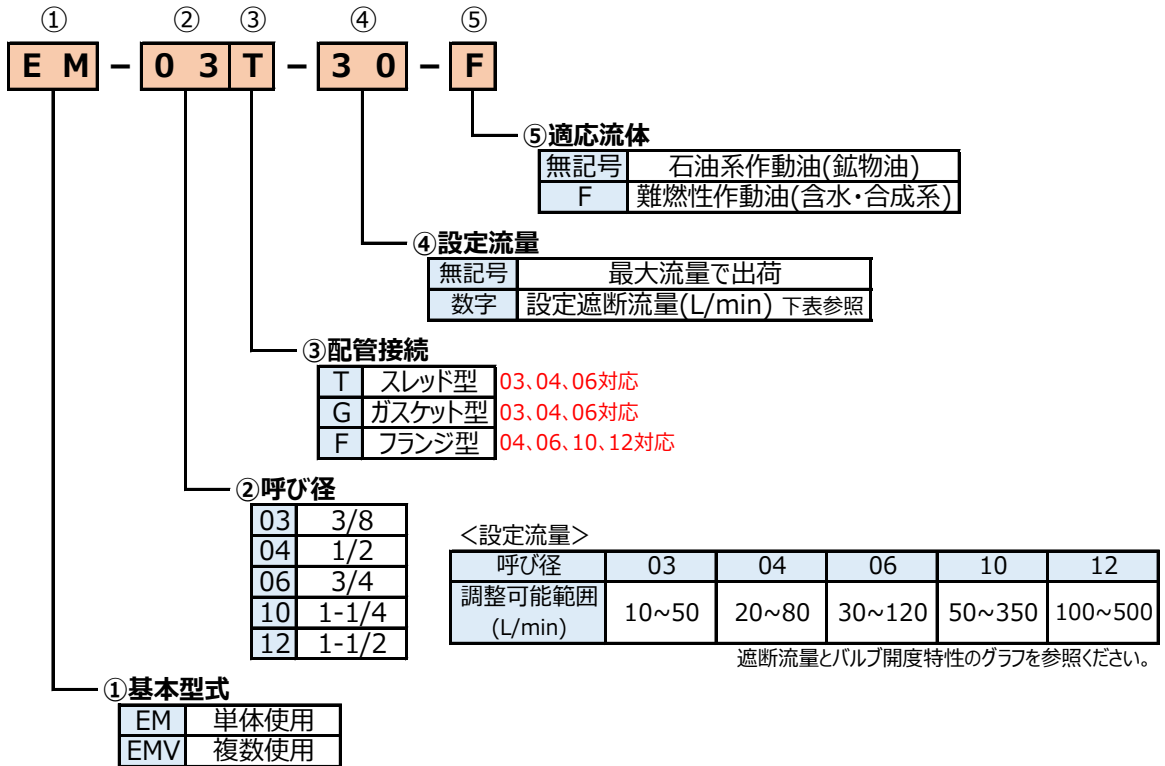 ① ② ③ ④ ⑤
E M - 0 3 T - 3 0 - F
⑤適応流体
無記号 石油系作動油(鉱物油)
F 難燃性作動油(含水・合成系)
④設定流量
無記号 最大流量で出荷
数字 設定遮断流量(L/min) 下表参照
③配管接続
T スレッド型 03、04、06対応
G ガスケット型 03、04、06対応
F フランジ型 04、06、10、12対応
②呼び径
03 3/8
04 1/2
06 3/4
10 1-1/4
12 1-1/2
＜設定流量＞
呼び径 03 04 06 10 12
調整可能範囲
(L/min) 10~50 20~80 30~120 50~350 100~500
遮断流量とバルブ開度特性のグラフを参照ください。
①基本型式
EM 単体使用
EMV 複数使用